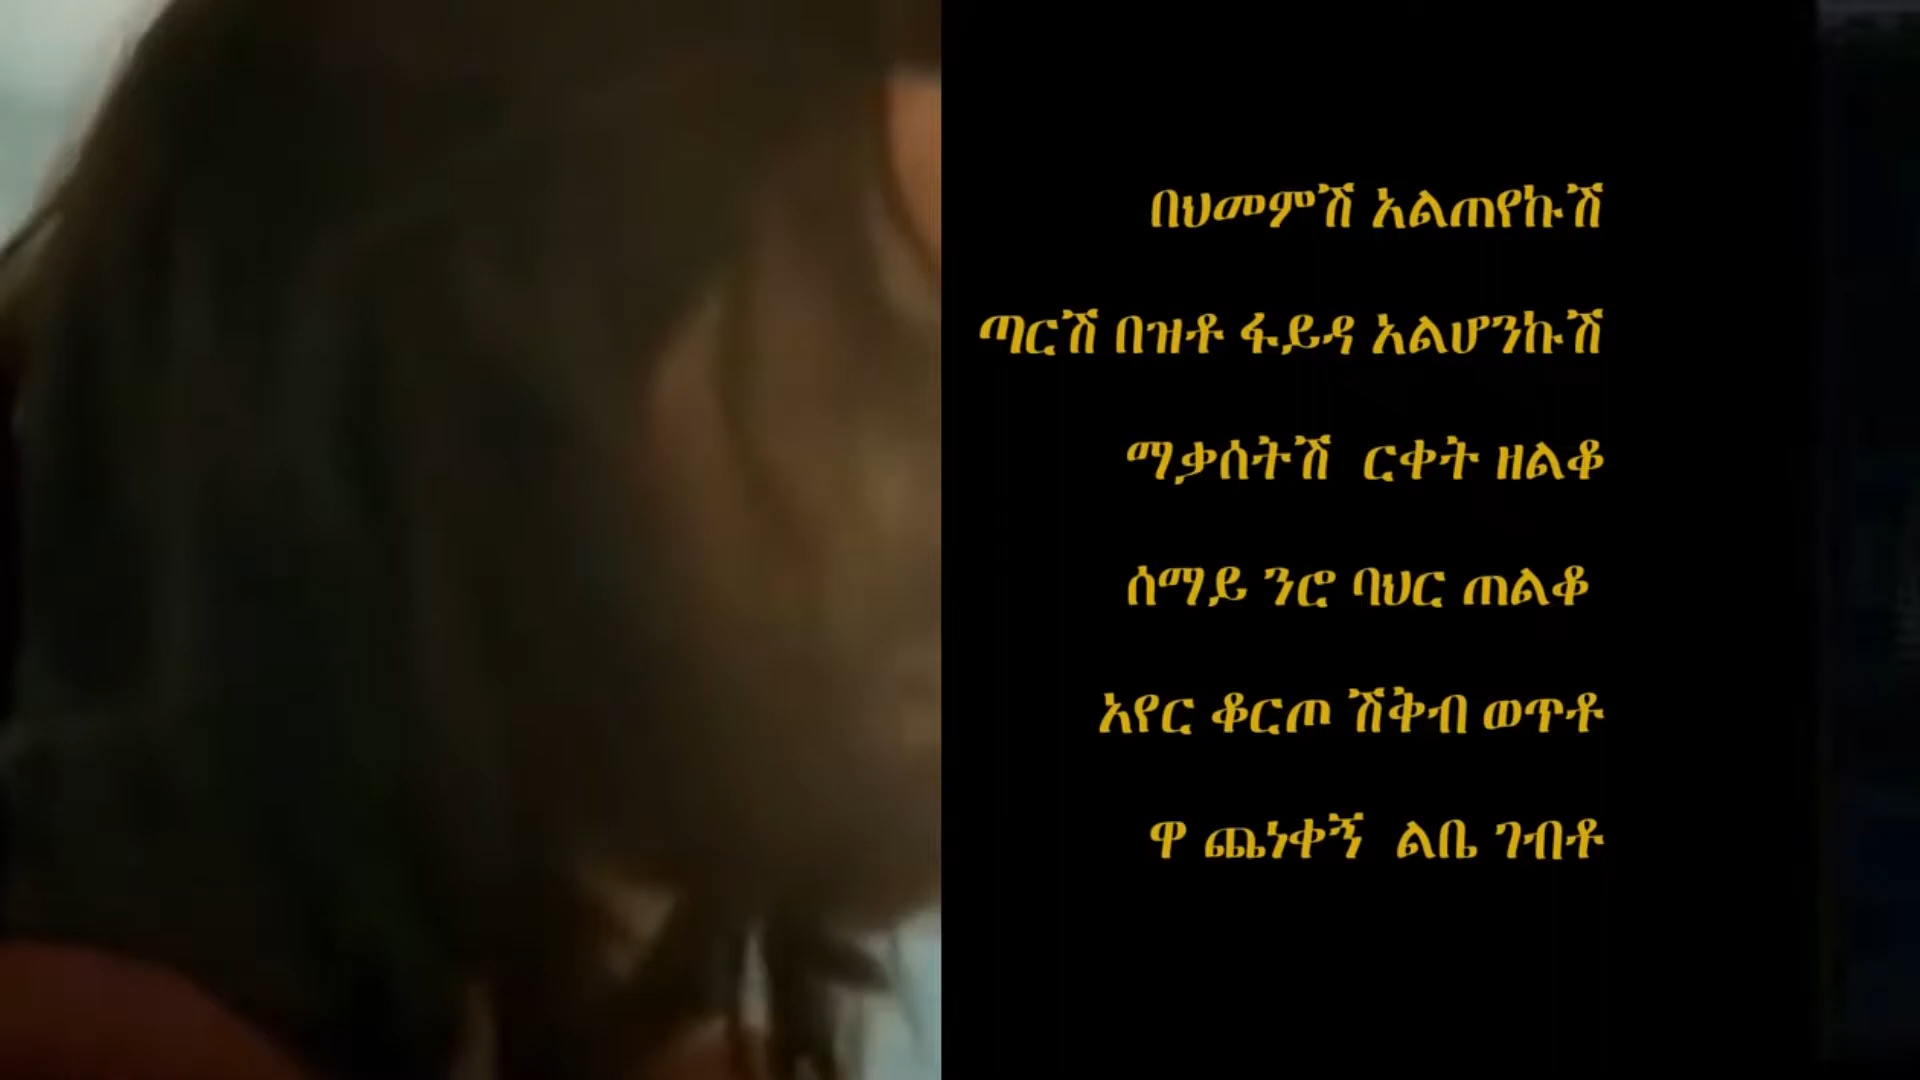 በህመምሽ አልጠየኩሽ
ጣርሽ በዝቶ ፋይዳ አልሆንኩሽ
ማቃሰትሽ ርቀት ዘልቆ
ሰማይ ንሮ ባህር ጠልቆ
አየር ቆርጦ ሽቅብ ወጥቶ
ዋ ጨነቀኝ ልቤ ገብቶ